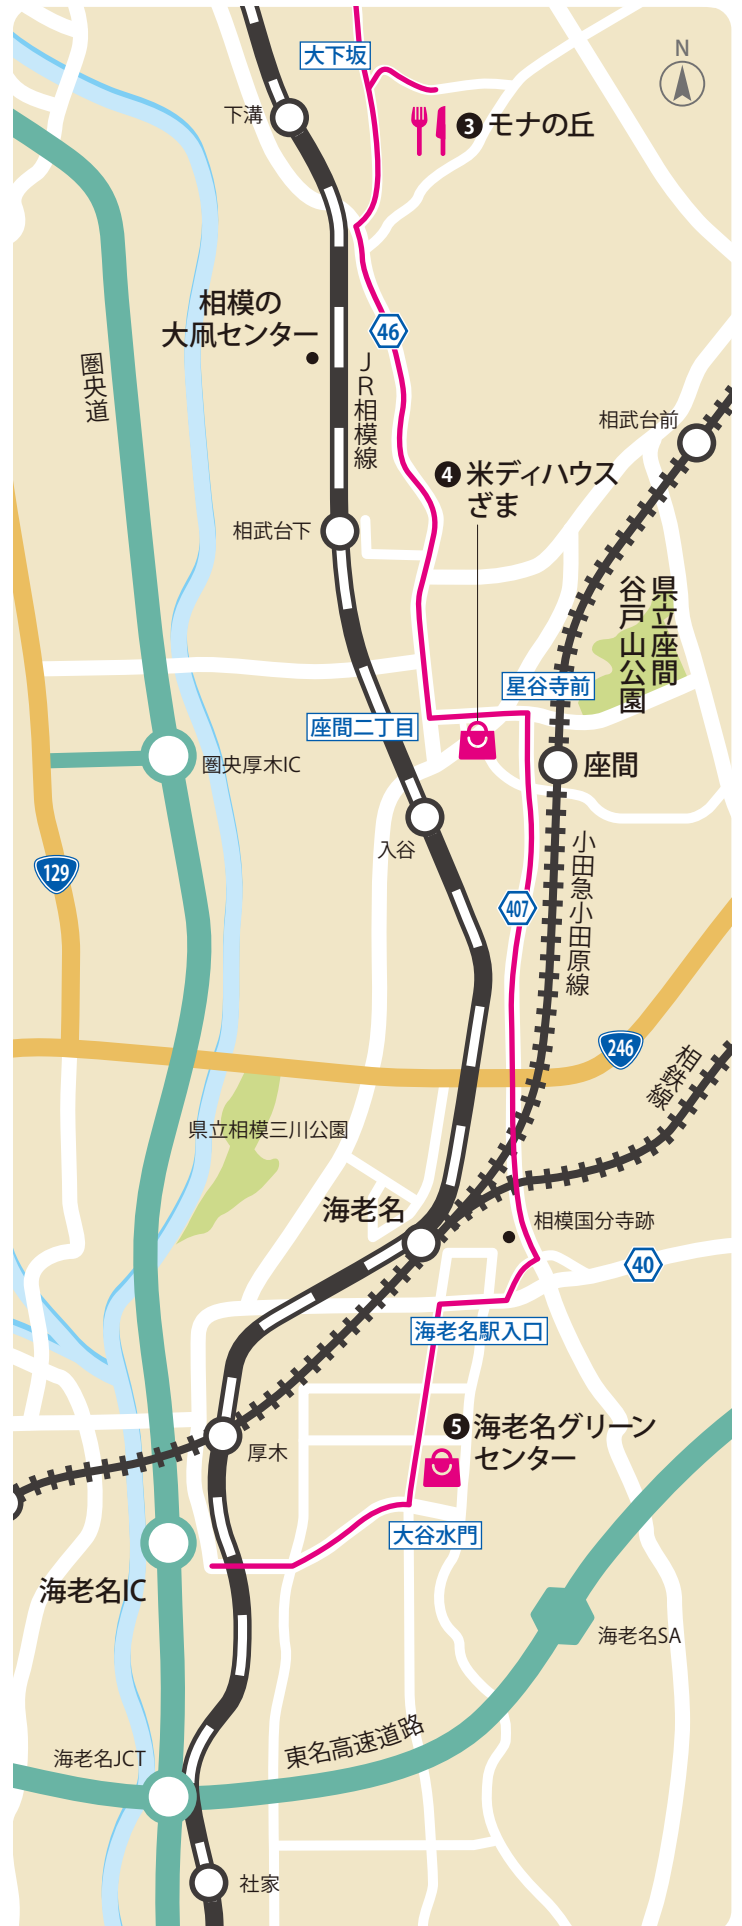 N
大下坂
下溝
❸ モナの丘
相模の
大凧センター
46
圏央道
JR相模線
相武台前
❹ 米ディハウス
ざま
相武台下
県立座間
谷戸山公園
星谷寺前
座間二丁目
圏央厚木IC
座間
入谷
129
小田急小田原線
407
246
相鉄線
県立相模三川公園
海老名
相模国分寺跡
40
海老名駅入口
❺ 海老名グリーン
センター
厚木
大谷水門
海老名IC
海老名SA
東名高速道路
海老名JCT
社家